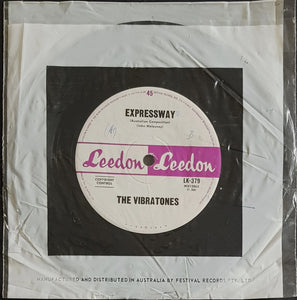 45
EXPRESSWAY
(Australian Composition)
(John Melburne)
Leedon Leedon
COPYRIGHT
CONTROL
LK-379
THE VIBRATONES
MANUFACTURED AND DISTRIBUTED IN AUSTRALIA BY FESTIVAL RECORDS PTY. LTD.